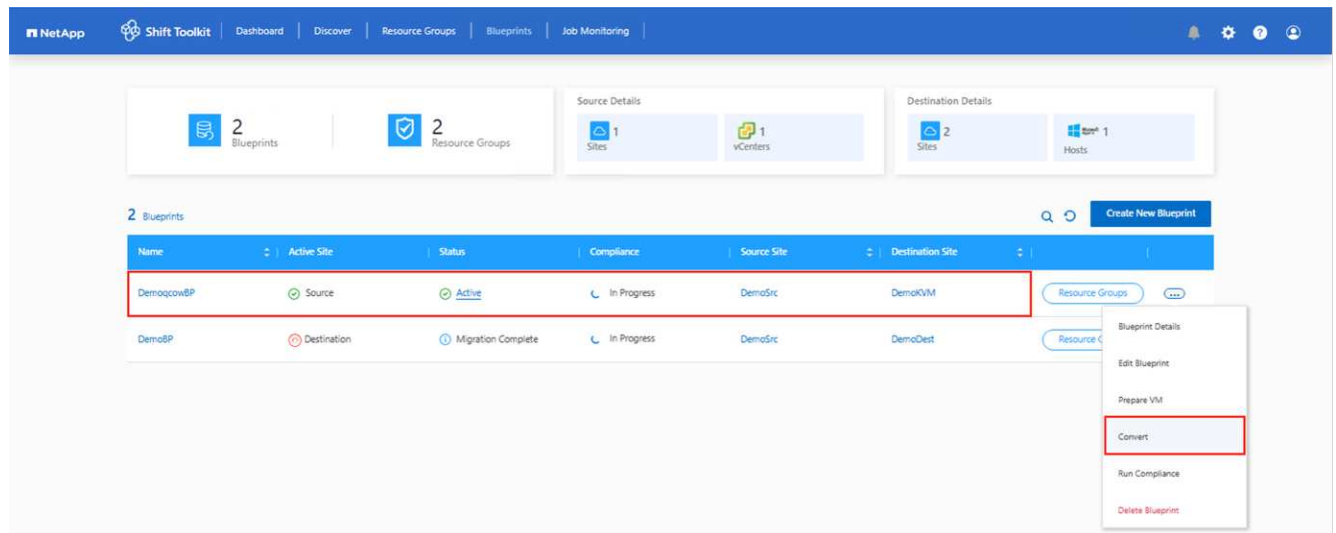 NetApp Shift Toolkit Dashboard Discover Resource Groups Blueprints Job Monitoring
Source Details Destination Details
2 2 1 1 2 1
Blueprints Resource Groups Sites vCenters Sites Hosts
2 Blueprints Create New Blueprint
Name Active Site Status Compliance Source Site Destination Site
DemoqcowBP Source Active In Progress DemoSrc DemoKVM Resource Groups ...
Blueprint Details
DemoBP Destination Migration Complete In Progress DemoSrc DemoDest Resource G
Edit Blueprint
Prepare VM
Convert
Run Compliance
Delete Blueprint